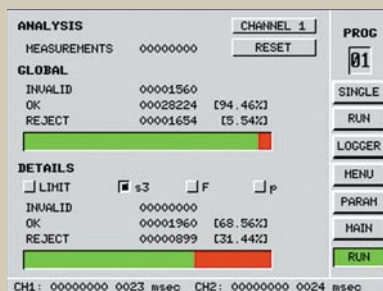 ANALYSIS
CHANNEL 1
MEASUREMENTS 00000000
RESET
GLOBAL
INVALID 00001560
OK 00028224 [94.46%]
REJECT 00001654 [5.54%]
DETAILS
LIMIT s3 F p
INVALID 00000000
OK 00001960 [68.56%]
REJECT 00000899 [31.44%]
CH1: 00000000 0023 msec CH2: 00000000 0024 msec
PROG
01
SINGLE
RUN
LOGGER
MENU
PARAM
MAIN
RUN